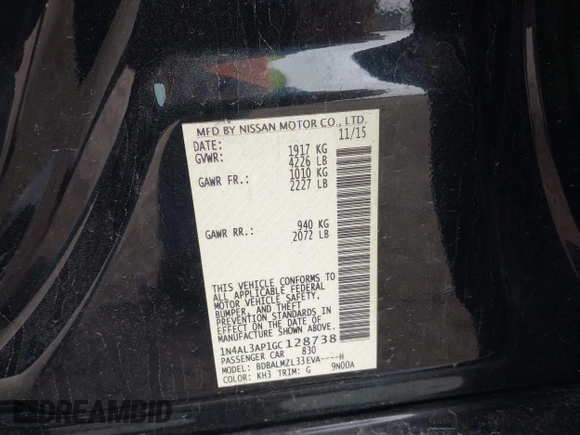 MFD BY NISSAN MOTOR CO., LTD.
DATE: 11/15
GVWR: 1917 KG
4226 LB
GAWR FR.: 1010 KG
2227 LB
GAWR RR.: 940 KG
2072 LB
THIS VEHICLE CONFORMS TO
ALL APPLICABLE FEDERAL
MOTOR VEHICLE SAFETY,
BUMPER, AND THEFT
PREVENTION STANDARDS IN
EFFECT ON THE DATE OF
MANUFACTURE SHOWN ABOVE.
1N4AL3AP1GC128738
PASSENGER CAR 830
MODEL: BDBALMZL33EVA----H
COLOR: KH3 TRIM: G 9N00A
DREAMBID